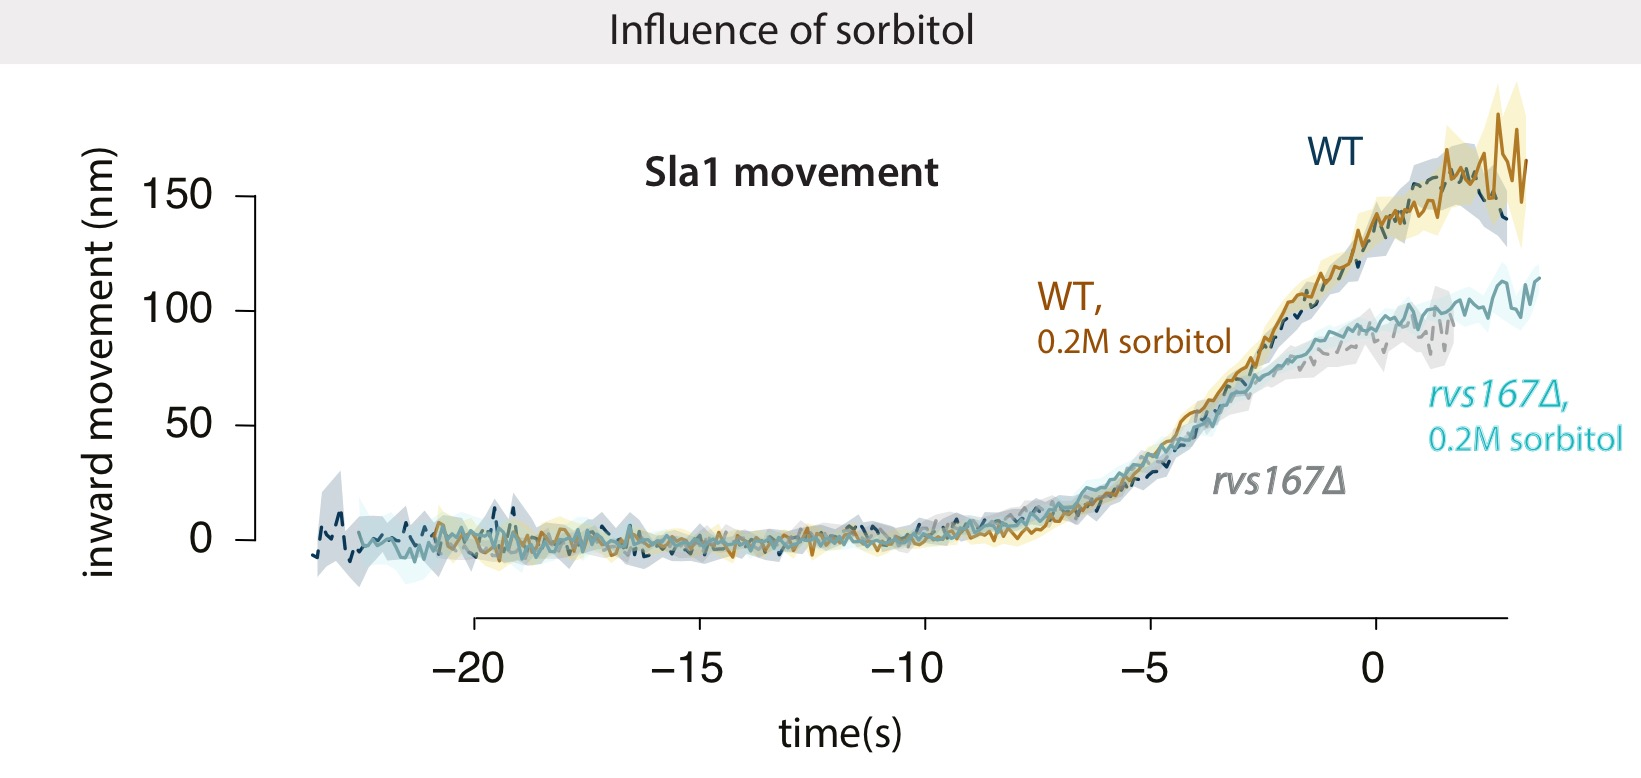 Influence of sorbitol
Sla1 movement
WT
WT,
0.2M sorbitol
rvs167Δ,
0.2M sorbitol
rvs167Δ
inward movement (nm)
150
100
50
0
−20 −15 −10 −5 0
time(s)